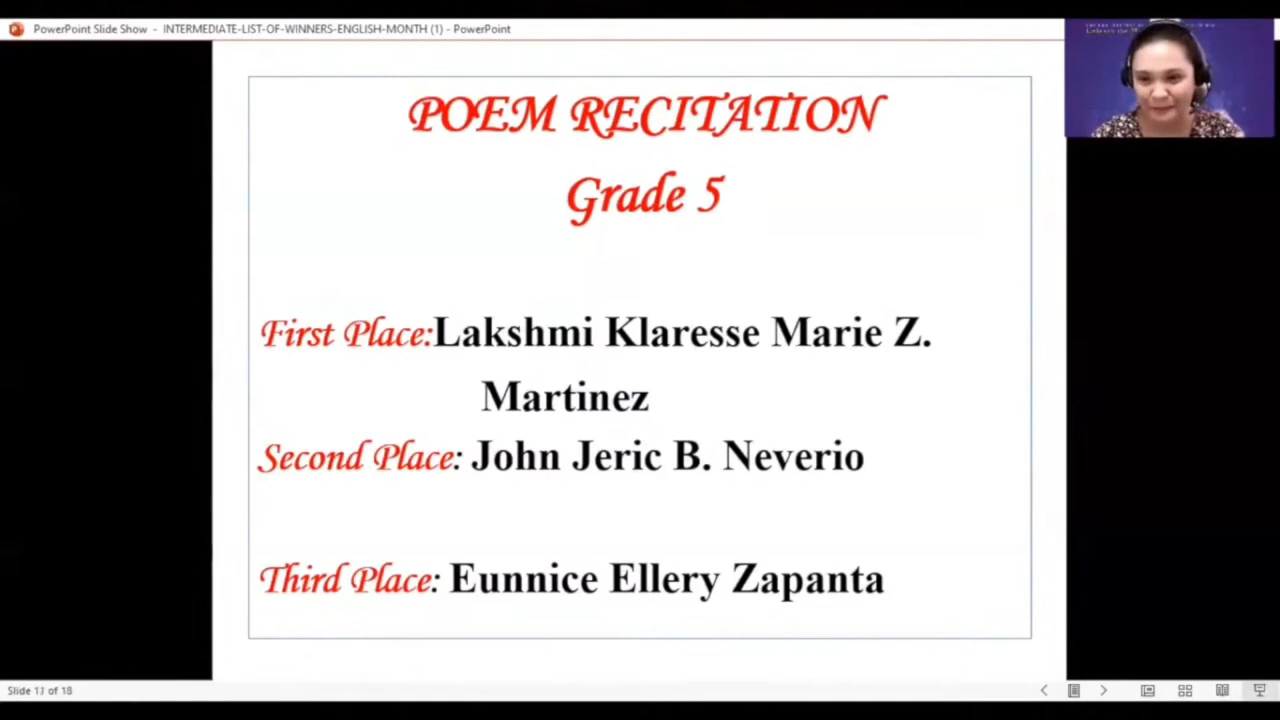 PowerPoint Slide Show - INTERMEDIATE-LIST-OF-WINNERS-ENGLISH-MONTH (1) - PowerPoint
POEM RECITATION
Grade 5
First Place:Lakshmi Klaresse Marie Z.
Martinez
Second Place: John Jeric B. Neverio
Third Place: Eunnice Ellery Zapanta
Slide 13 of 18